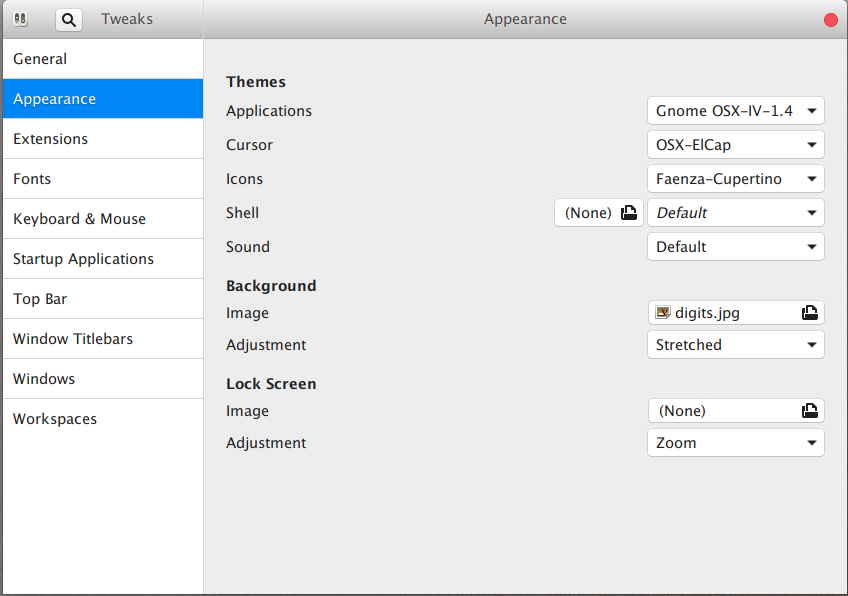 Tweaks Appearance
General
Appearance
Extensions
Fonts
Keyboard & Mouse
Startup Applications
Top Bar
Window Titlebars
Windows
Workspaces
Themes
Applications Gnome OSX-IV-1.4
Cursor OSX-ElCap
Icons Faenza-Cupertino
Shell (None) Default
Sound Default
Background
Image digits.jpg
Adjustment Stretched
Lock Screen
Image (None)
Adjustment Zoom